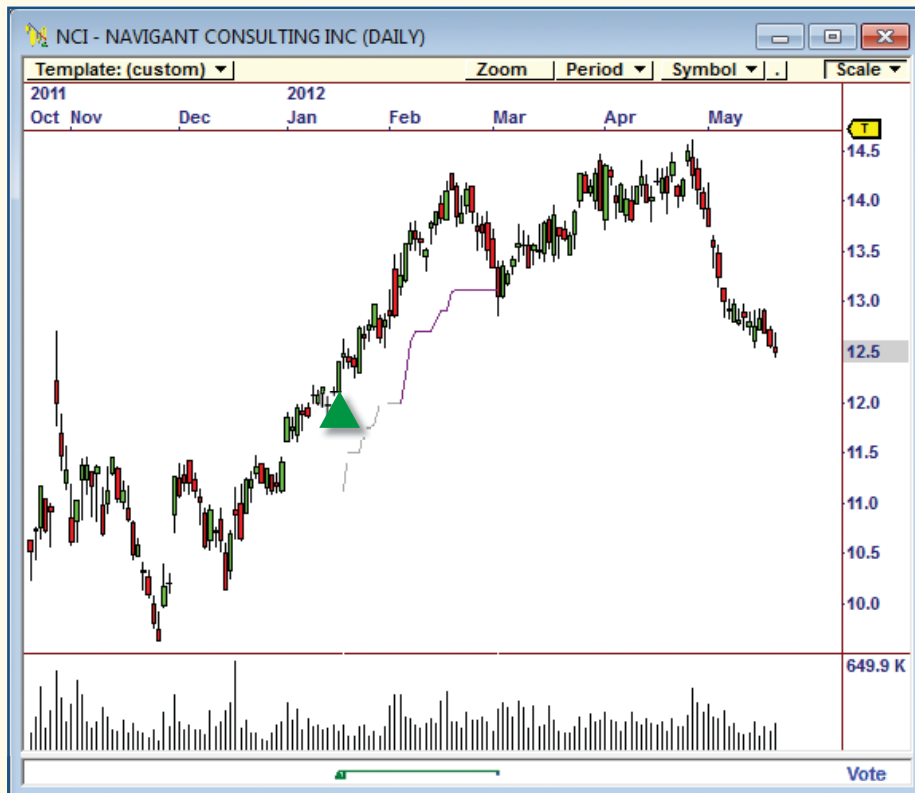 NCI - NAVIGANT CONSULTING INC (DAILY)
Template: (custom) Zoom Period Symbol . Scale
2011 2012
Oct Nov Dec Jan Feb Mar Apr May
T
14.5
14.0
13.5
13.0
12.5
12.0
11.5
11.0
10.5
10.0
649.9 K
Vote